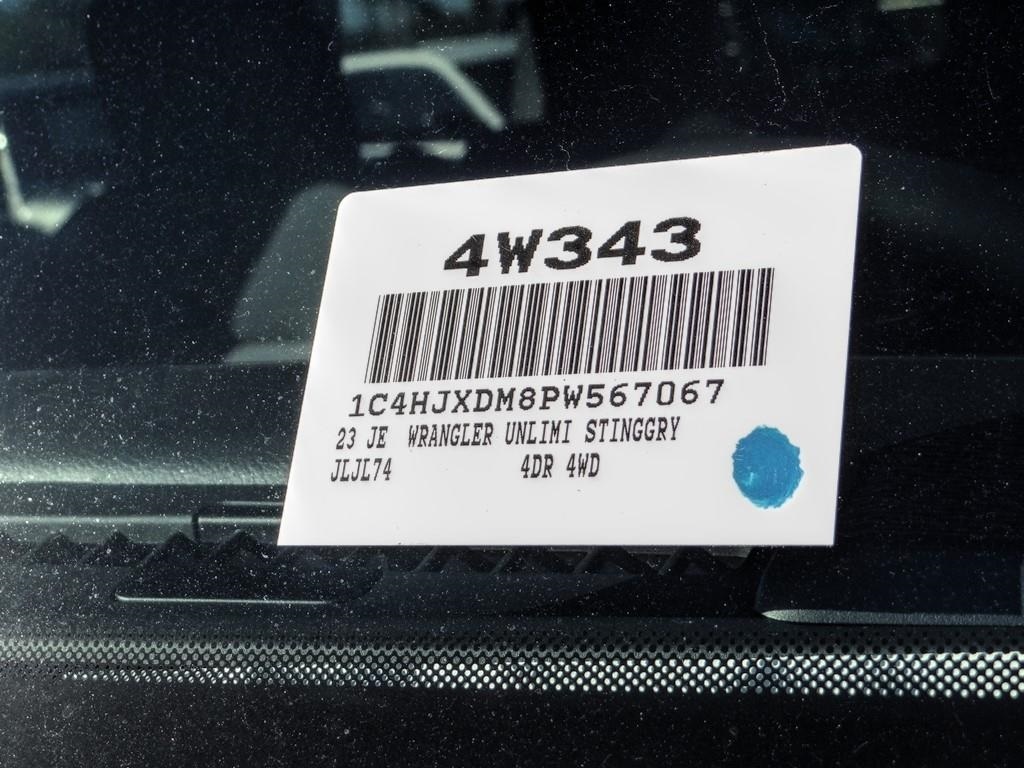 4W343
1C4HJXDM8PW567067
23 JE WRANGLER UNLIMI STINGGRY
JLJL74 4DR 4WD